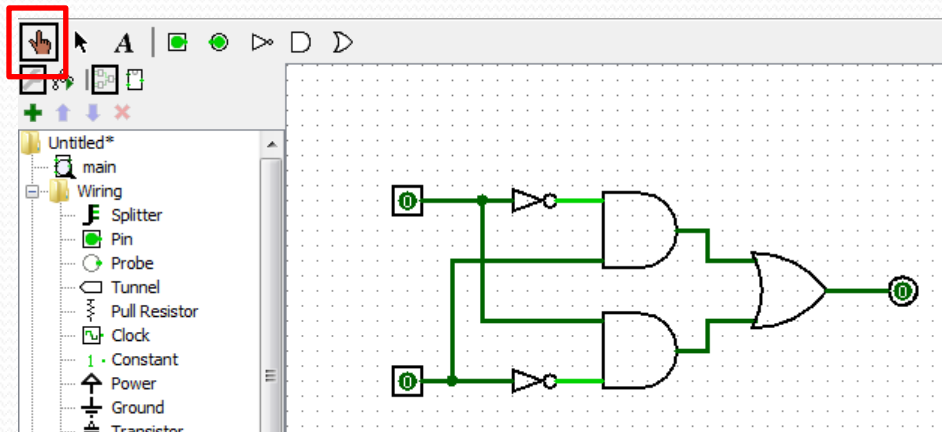 A
Untitled*
main
Wiring
Splitter
Pin
Probe
Tunnel
Pull Resistor
Clock
1 Constant
Power
Ground
Transistor
0
0
0